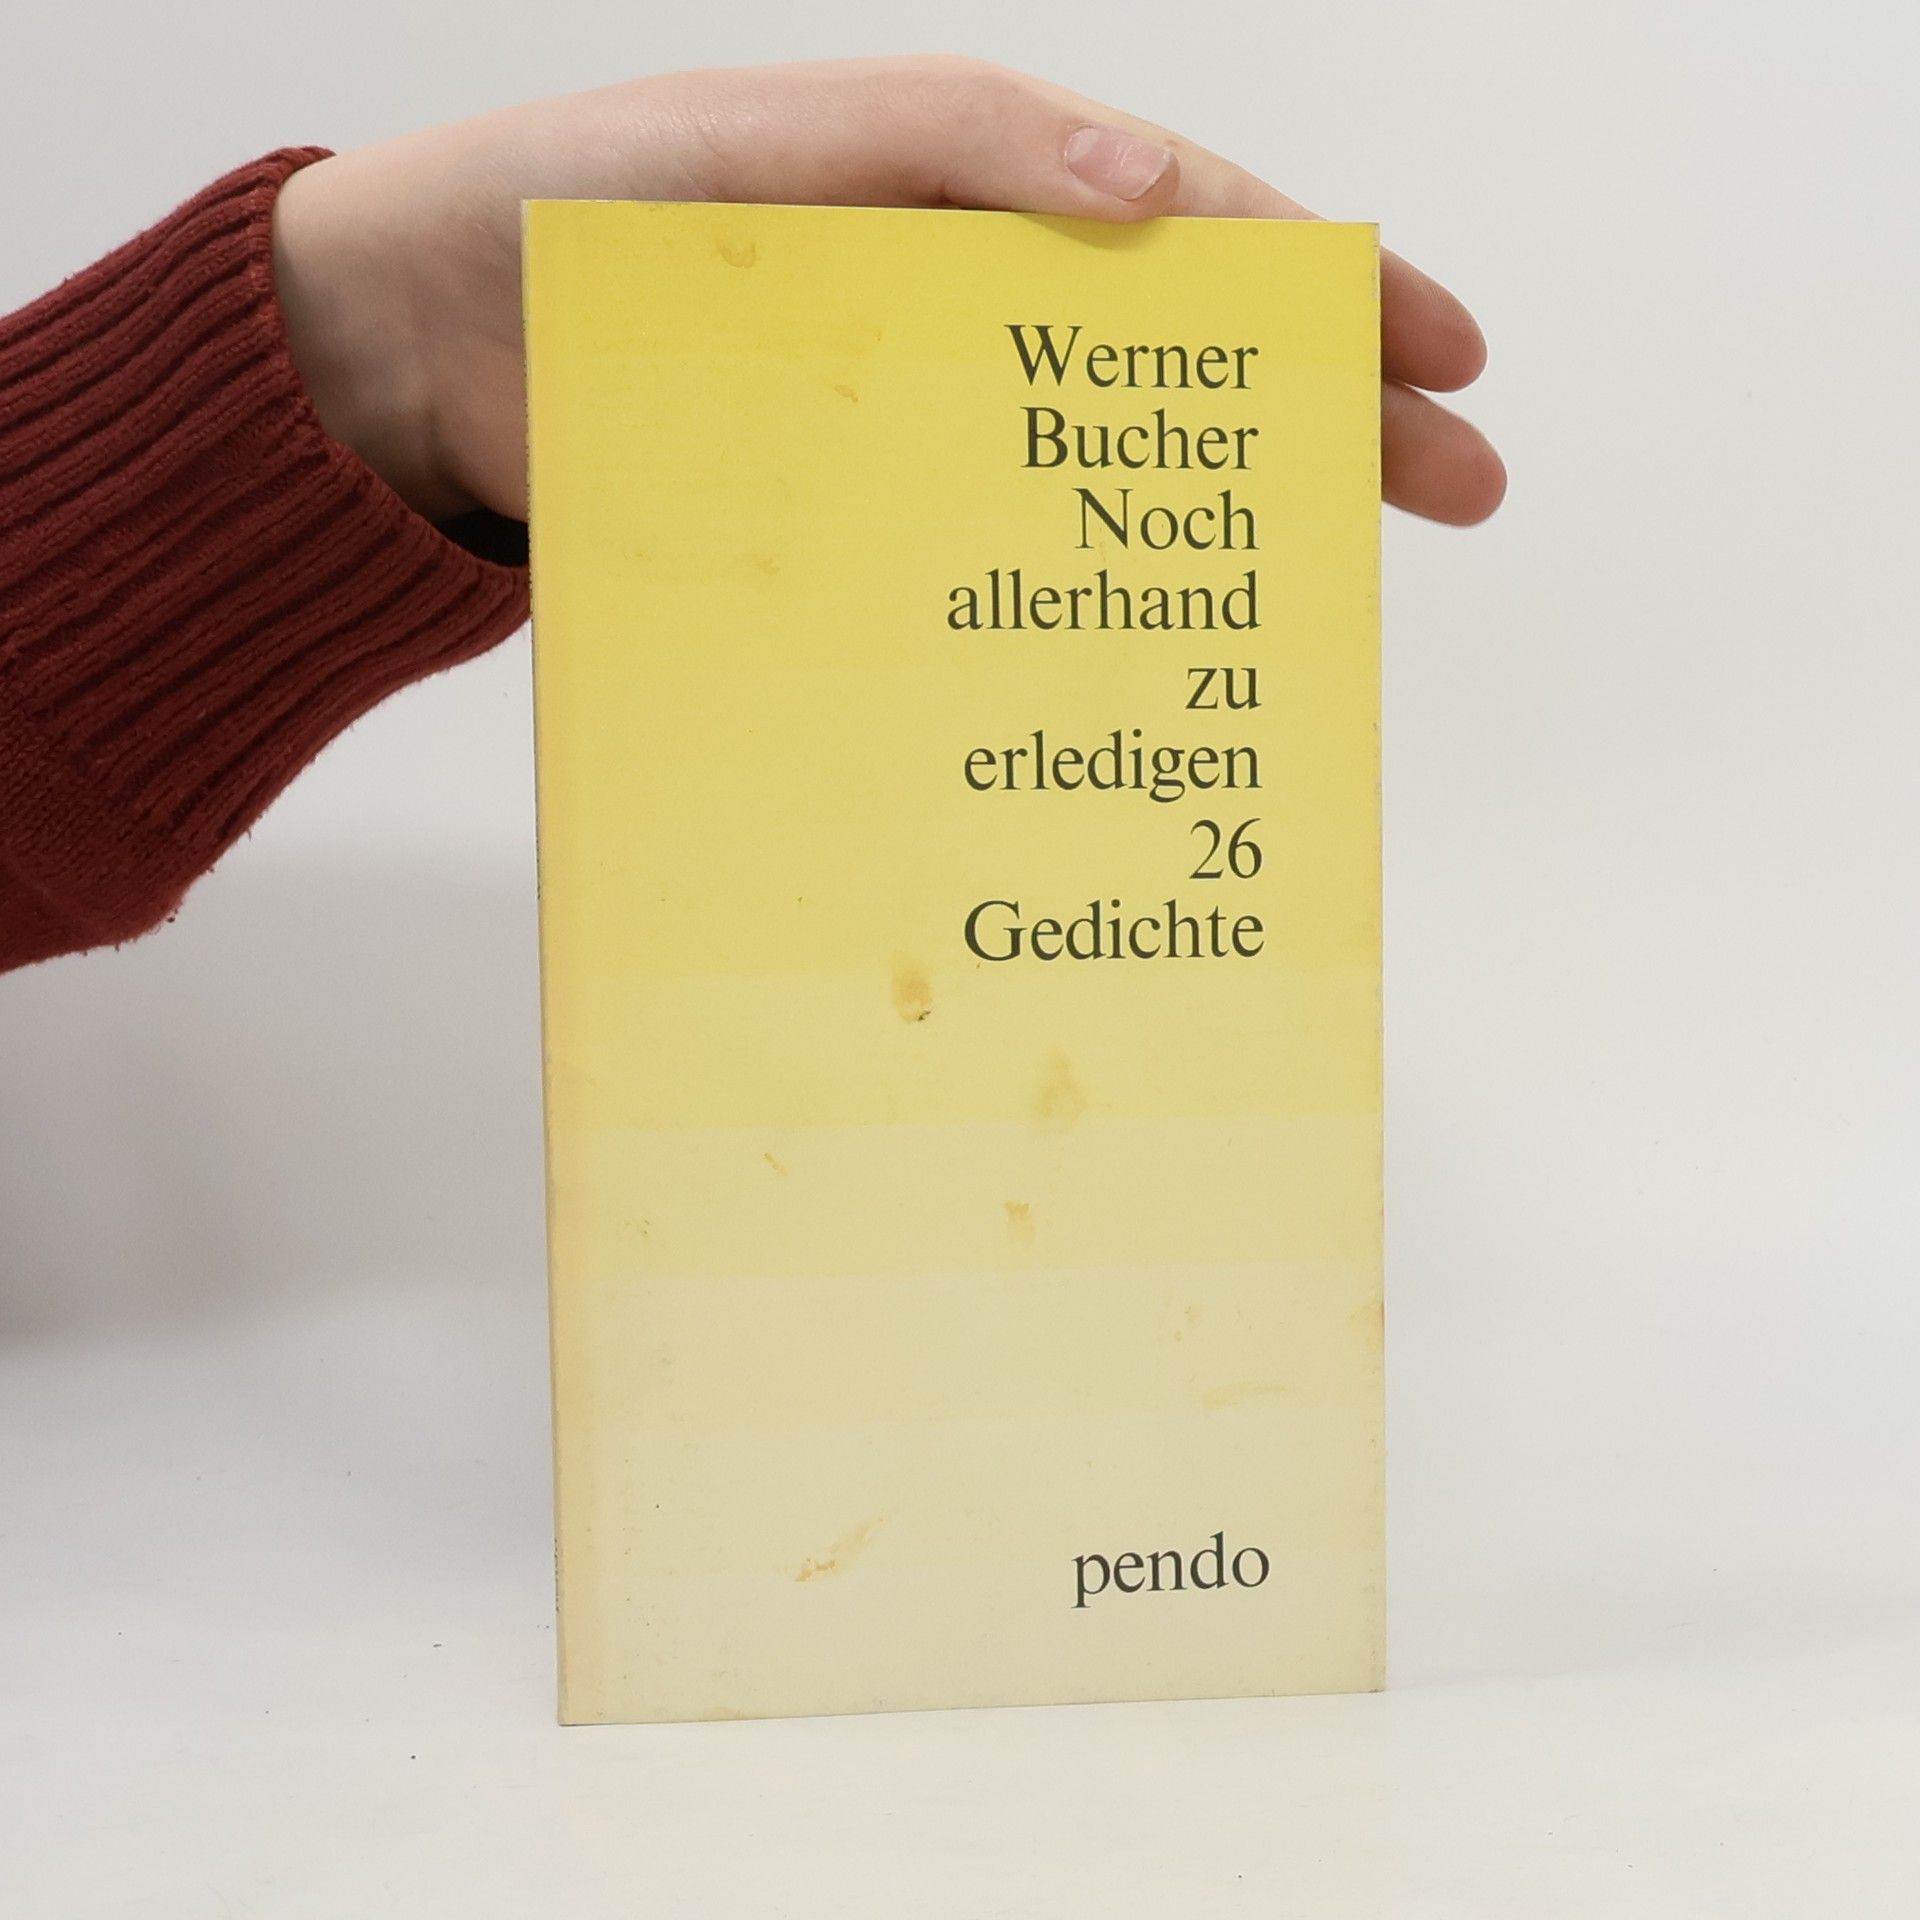 Werner
Bucher
Noch
allerhand
zu
erledigen
26
Gedichte
pendo